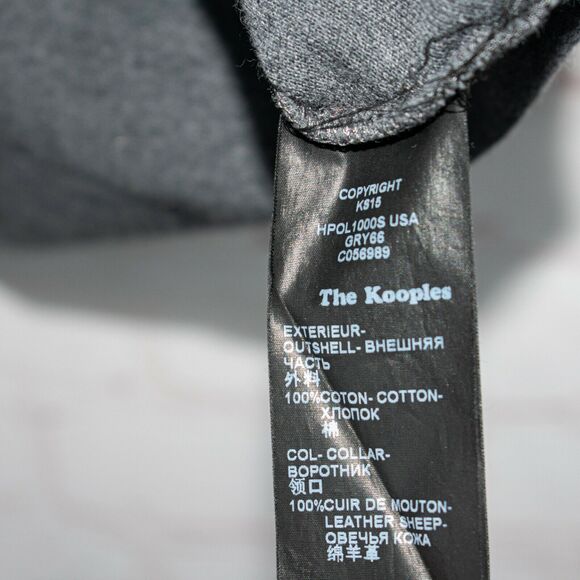 COPYRIGHT
KS15
HPOL1000S USA
GRY66
C056989
The Kooples
EXTERIEUR-
OUTSHELL- ВНЕШНЯЯ
ЧАСТЬ
外料
100%COTON- COTTON-
ХЛОПОК
棉
COL- COLLAR-
ВОРОТНИК
领口
100%CUIR DE MOUTON-
LEATHER SHEEP-
ОВЕЧЬЯ КОЖА
绵羊革